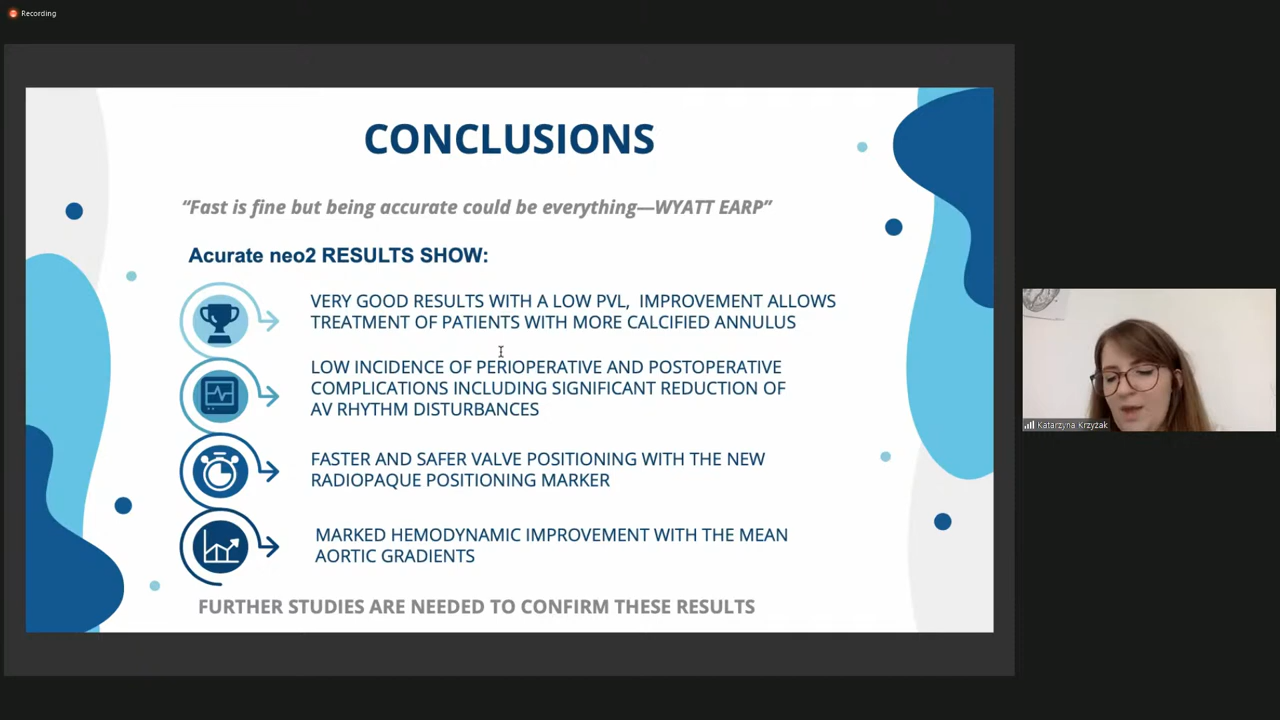 Recording
CONCLUSIONS
“Fast is fine but being accurate could be everything—WYATT EARP”
Acurate neo2 RESULTS SHOW:
VERY GOOD RESULTS WITH A LOW PVL, IMPROVEMENT ALLOWS
TREATMENT OF PATIENTS WITH MORE CALCIFIED ANNULUS
LOW INCIDENCE OF PERIOPERATIVE AND POSTOPERATIVE
COMPLICATIONS INCLUDING SIGNIFICANT REDUCTION OF
AV RHYTHM DISTURBANCES
FASTER AND SAFER VALVE POSITIONING WITH THE NEW
RADIOPAQUE POSITIONING MARKER
MARKED HEMODYNAMIC IMPROVEMENT WITH THE MEAN
AORTIC GRADIENTS
FURTHER STUDIES ARE NEEDED TO CONFIRM THESE RESULTS
Katarzyna Krzyżak